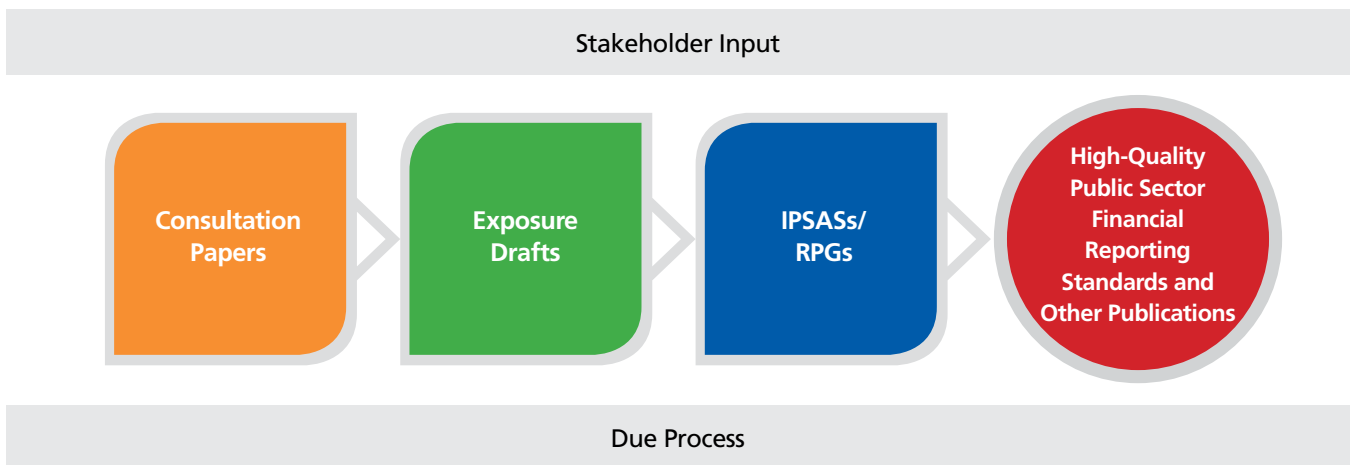 Stakeholder Input
Consultation
Papers
Exposure
Drafts
IPSASs/
RPGs
High-Quality
Public Sector
Financial
Reporting
Standards and
Other Publications
Due Process